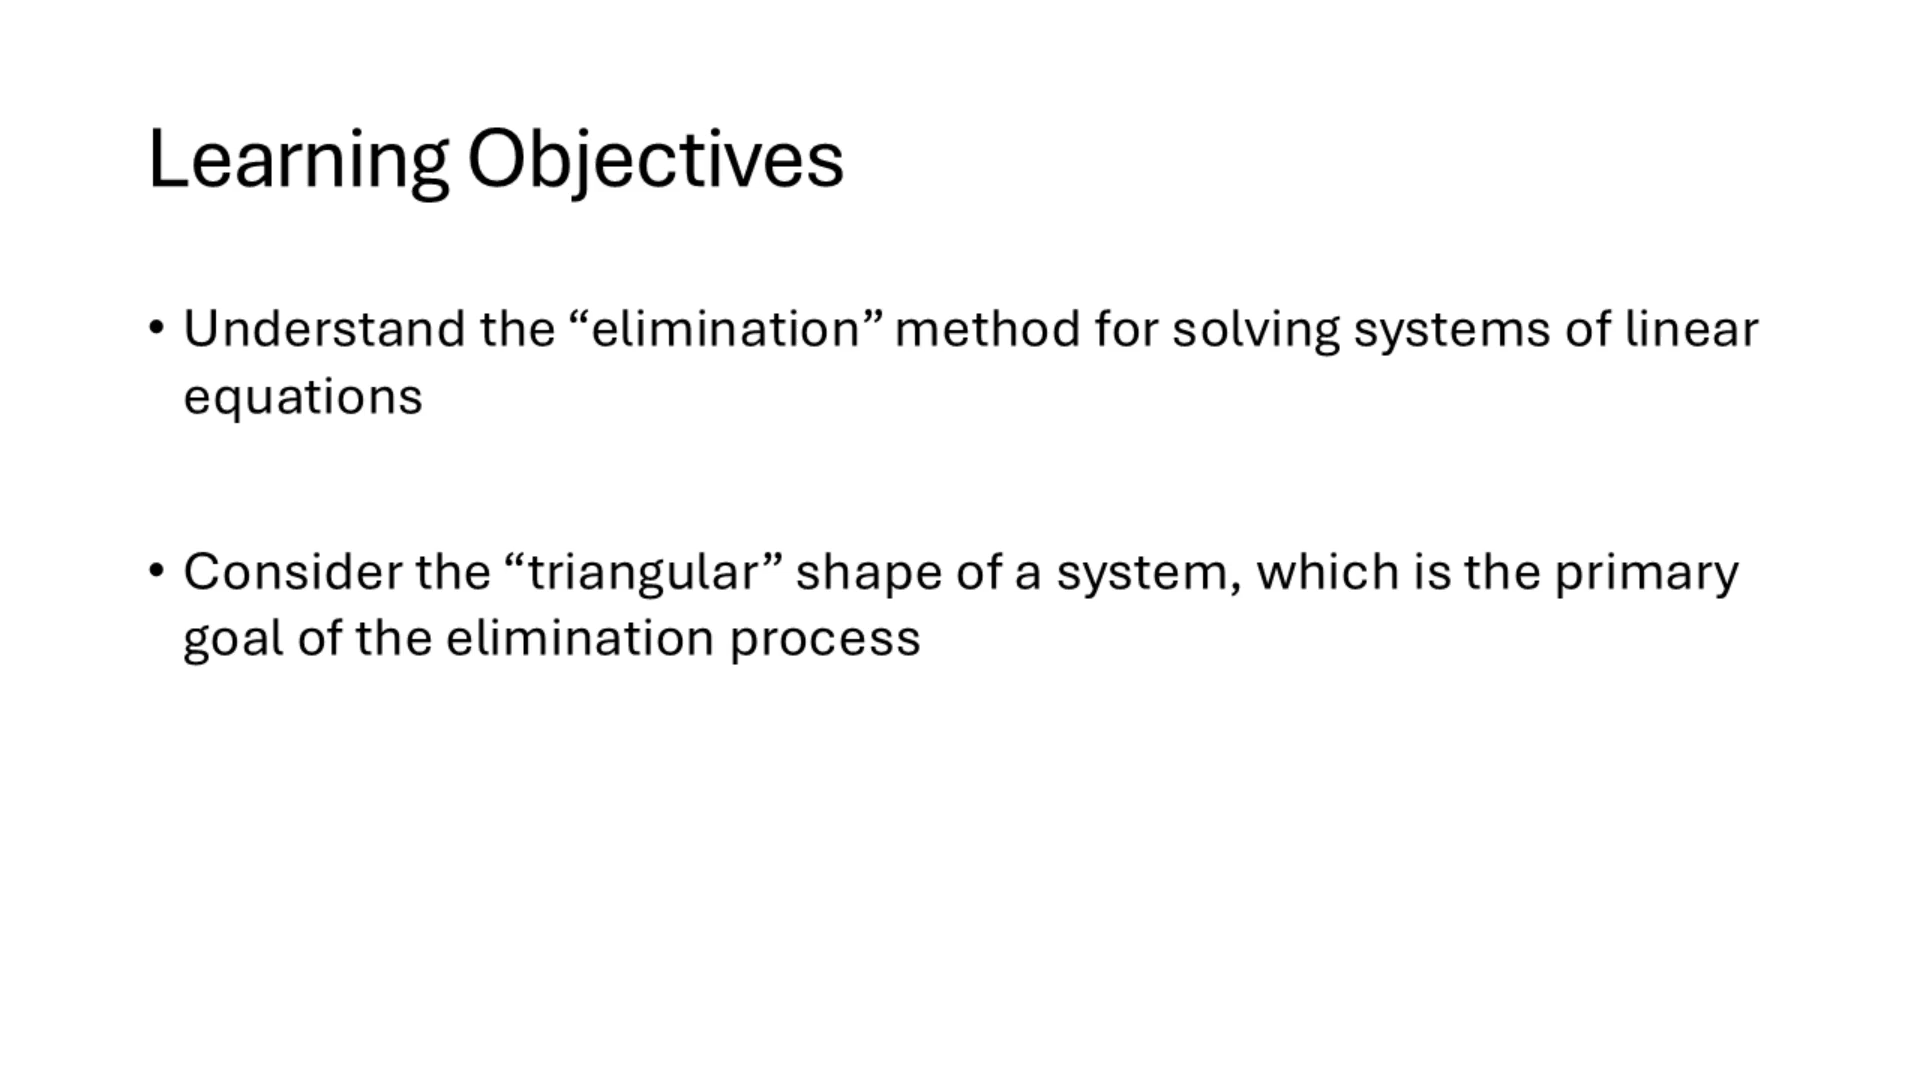 Learning Objectives
• Understand the “elimination” method for solving systems of linear
equations
• Consider the “triangular” shape of a system, which is the primary
goal of the elimination process